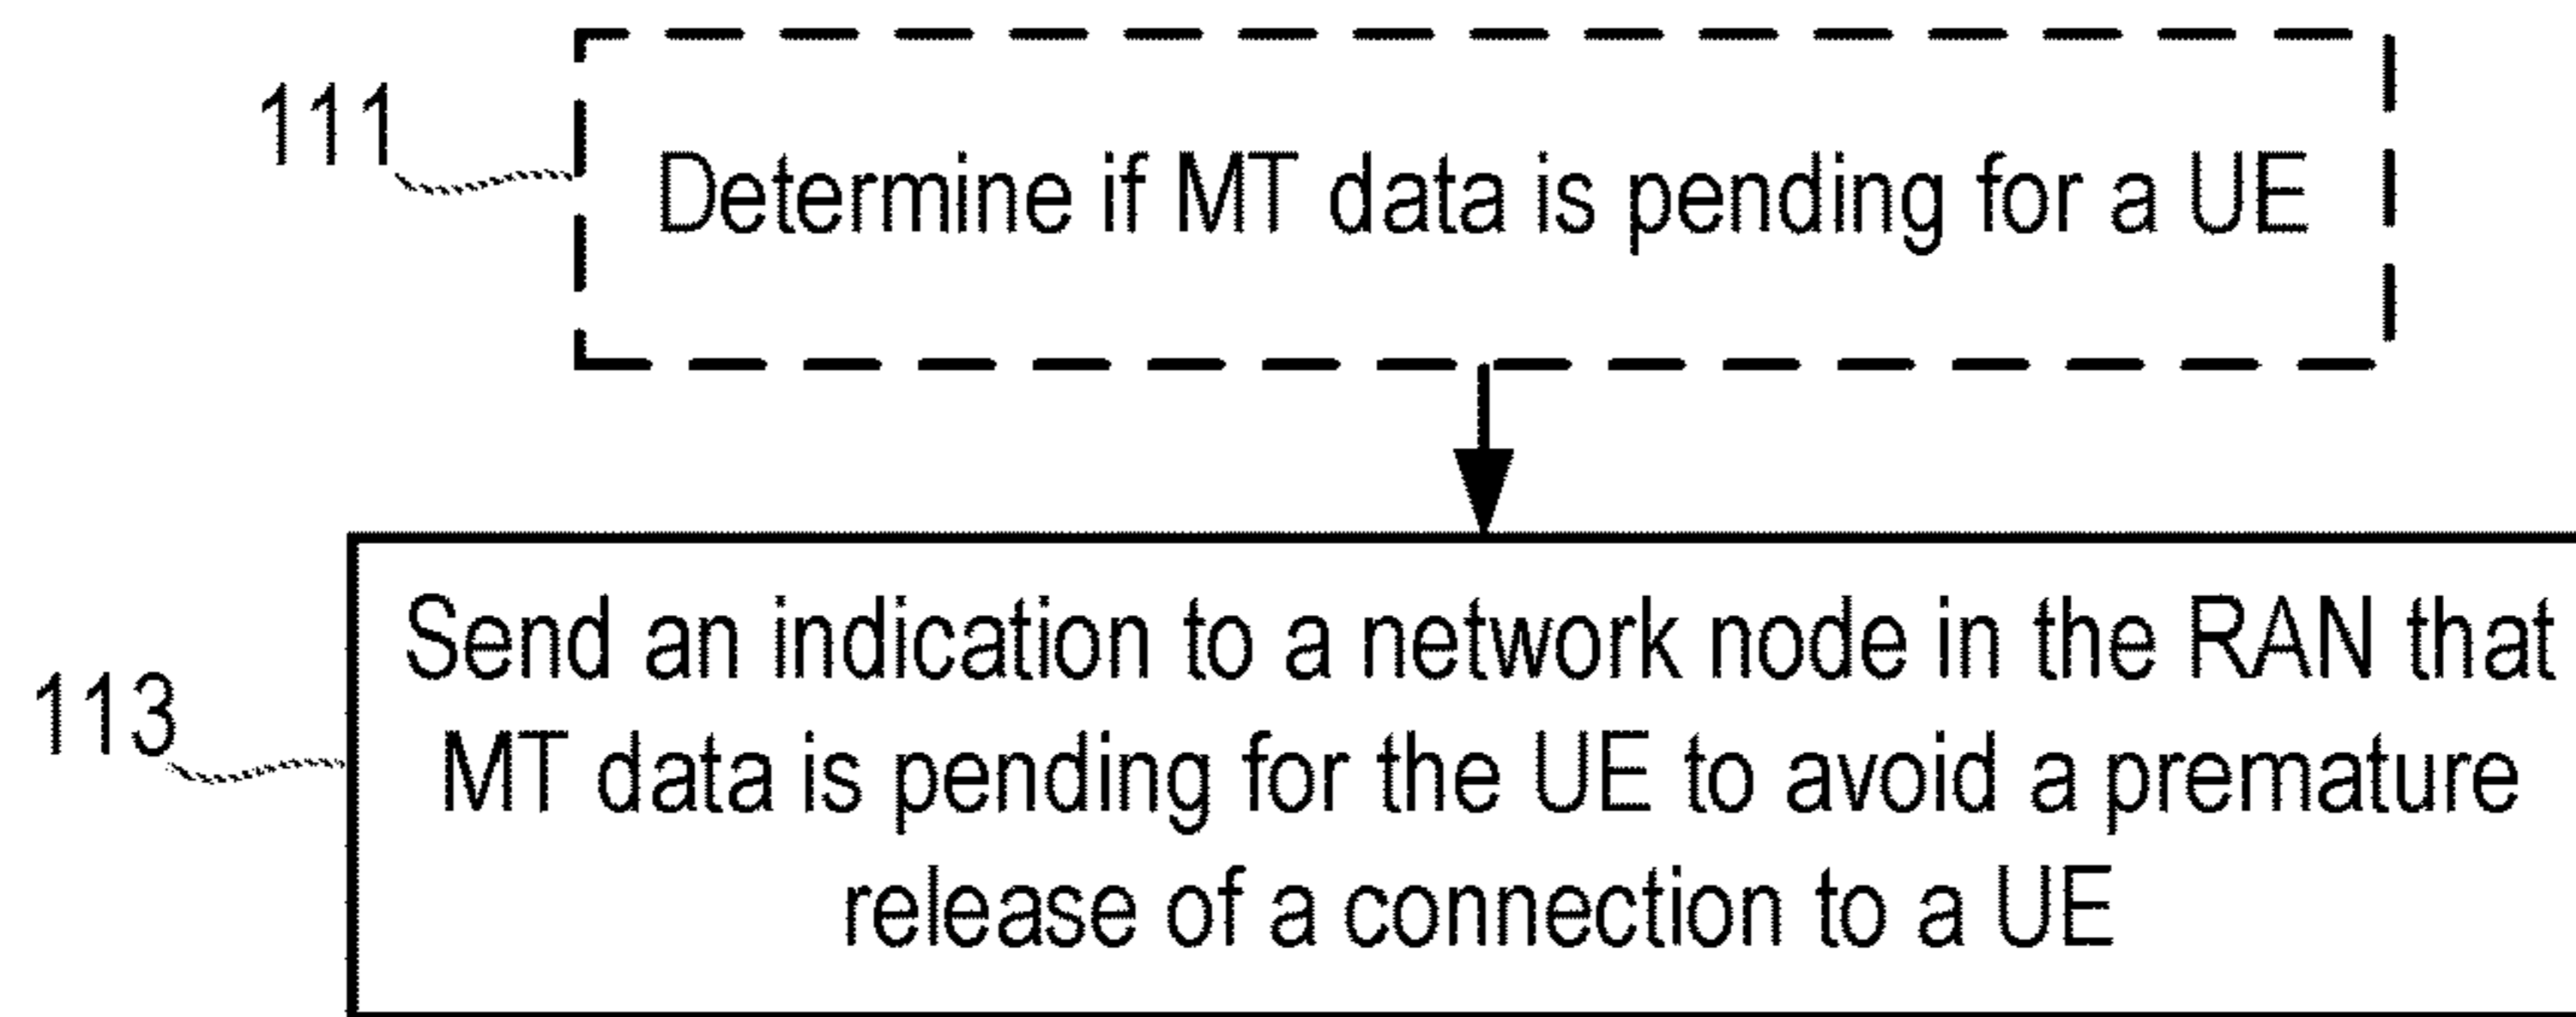 111
Determine if MT data is pending for a UE
113
Send an indication to a network node in the RAN that
MT data is pending for the UE to avoid a premature
release of a connection to a UE